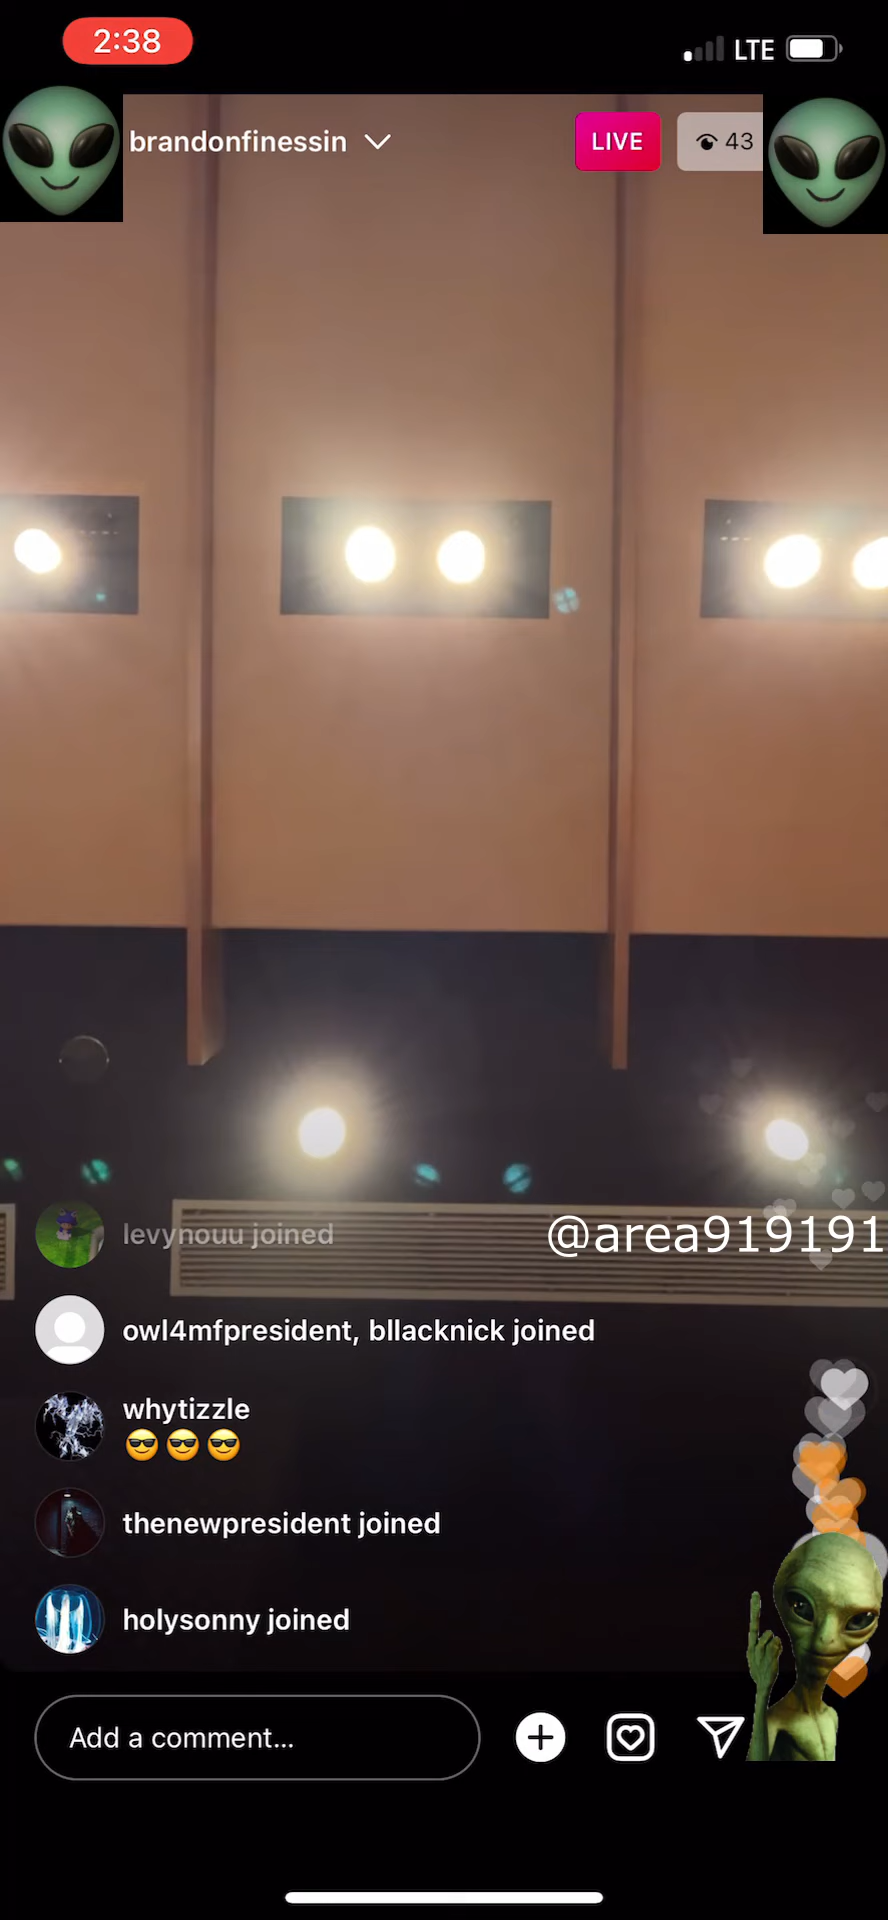 2:38
LTE
brandonfinessin
LIVE
43
levynouu joined
@area919191
owl4mfpresident, bllacknick joined
whytizzle
😎😎😎
thenewpresident joined
holysonny joined
Add a comment...